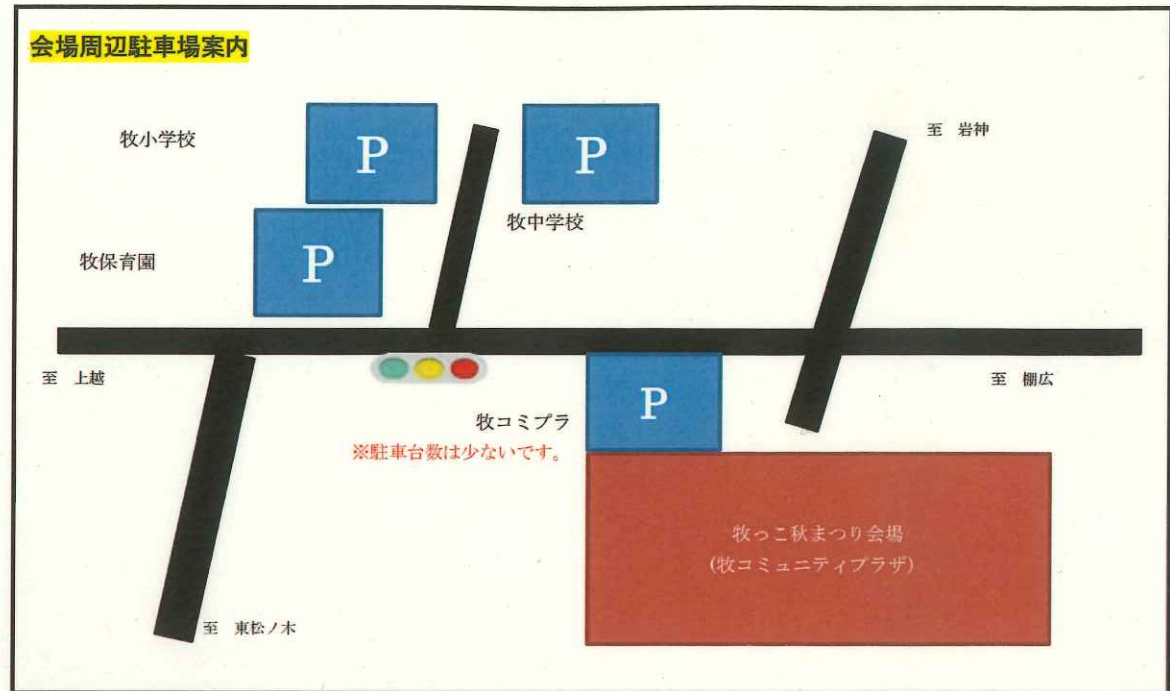 会場周辺駐車場案内
牧小学校
P
P
至 岩神
牧中学校
牧保育園
P
至 上越
至 棚広
P
牧コミプラ
※駐車台数は少ないです。
牧っこ秋まつり会場
(牧コミュニティプラザ)
至 東松ノ木